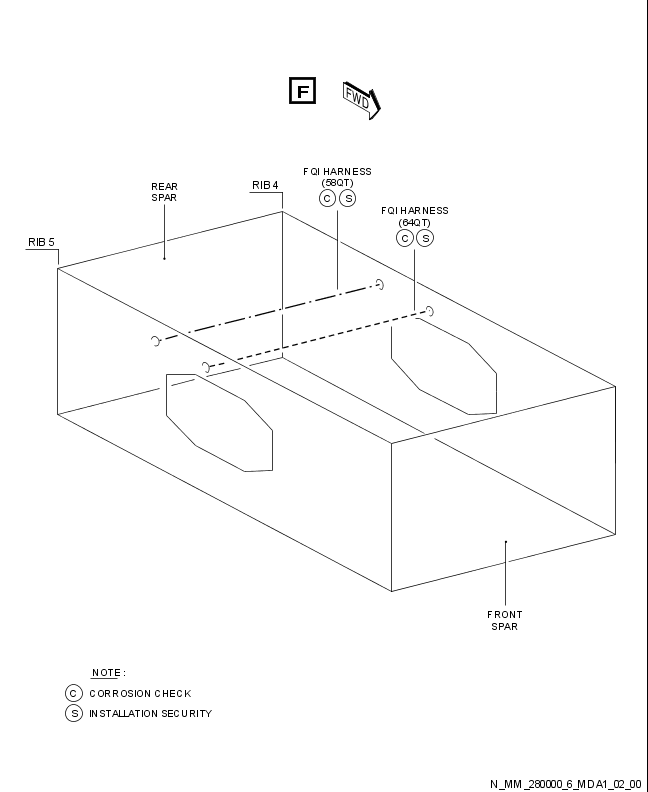 F
FWD
FQI HARNESS
(58QT)
C S
REAR
SPAR
RIB 4
FQI HARNESS
(64QT)
C S
RIB 5
FRONT
SPAR
NOTE :
C CORROSION CHECK
S INSTALLATION SECURITY
N_MM_280000_6_MDA1_02_00